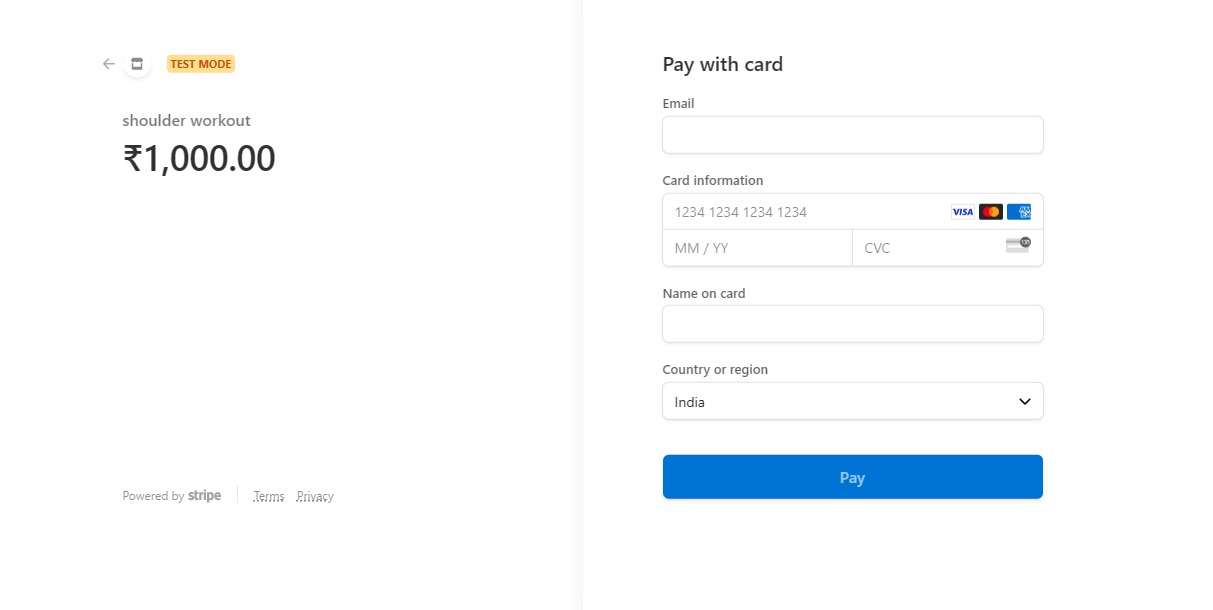 TEST MODE
shoulder workout
₹1,000.00
Powered by stripe
Terms Privacy
Pay with card
Email
Card information
1234 1234 1234 1234 VISA
MM / YY CVC 135
Name on card
Country or region
India
Pay